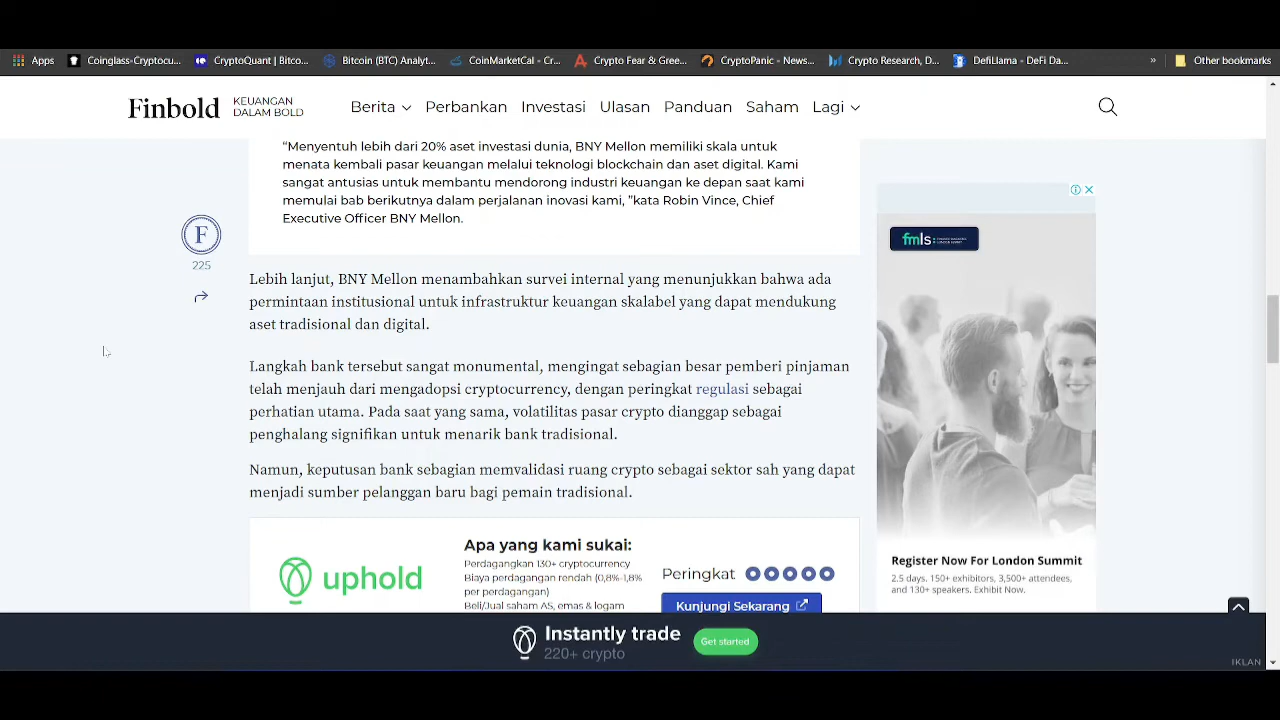 Apps
Coinglass-Cryptocu...
CryptoQuant | Bitco...
Bitcoin (BTC) Analyt...
CoinMarketCal - Cr...
Crypto Fear & Gree...
CryptoPanic - News...
Crypto Research, D...
DefiLlama - DeFi Da...
»
Other bookmarks
Finbold
KEUANGAN
DALAM BOLD
Berita
Perbankan
Investasi
Ulasan
Panduan
Saham
Lagi
“Menyentuh lebih dari 20% aset investasi dunia, BNY Mellon memiliki skala untuk
menata kembali pasar keuangan melalui teknologi blockchain dan aset digital. Kami
sangat antusias untuk membantu mendorong industri keuangan ke depan saat kami
memulai bab berikutnya dalam perjalanan inovasi kami, ”kata Robin Vince, Chief
Executive Officer BNY Mellon.
F
225
Lebih lanjut, BNY Mellon menambahkan survei internal yang menunjukkan bahwa ada
permintaan institusional untuk infrastruktur keuangan skalabel yang dapat mendukung
aset tradisional dan digital.
Langkah bank tersebut sangat monumental, mengingat sebagian besar pemberi pinjaman
telah menjauh dari mengadopsi cryptocurrency, dengan peringkat regulasi sebagai
perhatian utama. Pada saat yang sama, volatilitas pasar crypto dianggap sebagai
penghalang signifikan untuk menarik bank tradisional.
Namun, keputusan bank sebagian memvalidasi ruang crypto sebagai sektor sah yang dapat
menjadi sumber pelanggan baru bagi pemain tradisional.
uphold
Apa yang kami sukai:
Perdagangkan 130+ cryptocurrency
Biaya perdagangan rendah (0,8%-1,8%
per perdagangan)
Beli/Jual saham AS, emas & logam
Peringkat
Kunjungi Sekarang
fmls
Register Now For London Summit
2.5 days, 150+ exhibitors, 3,500+ attendees,
and 130+ speakers. Exhibit Now.
Instantly trade
220+ crypto
Get started
IKLAN